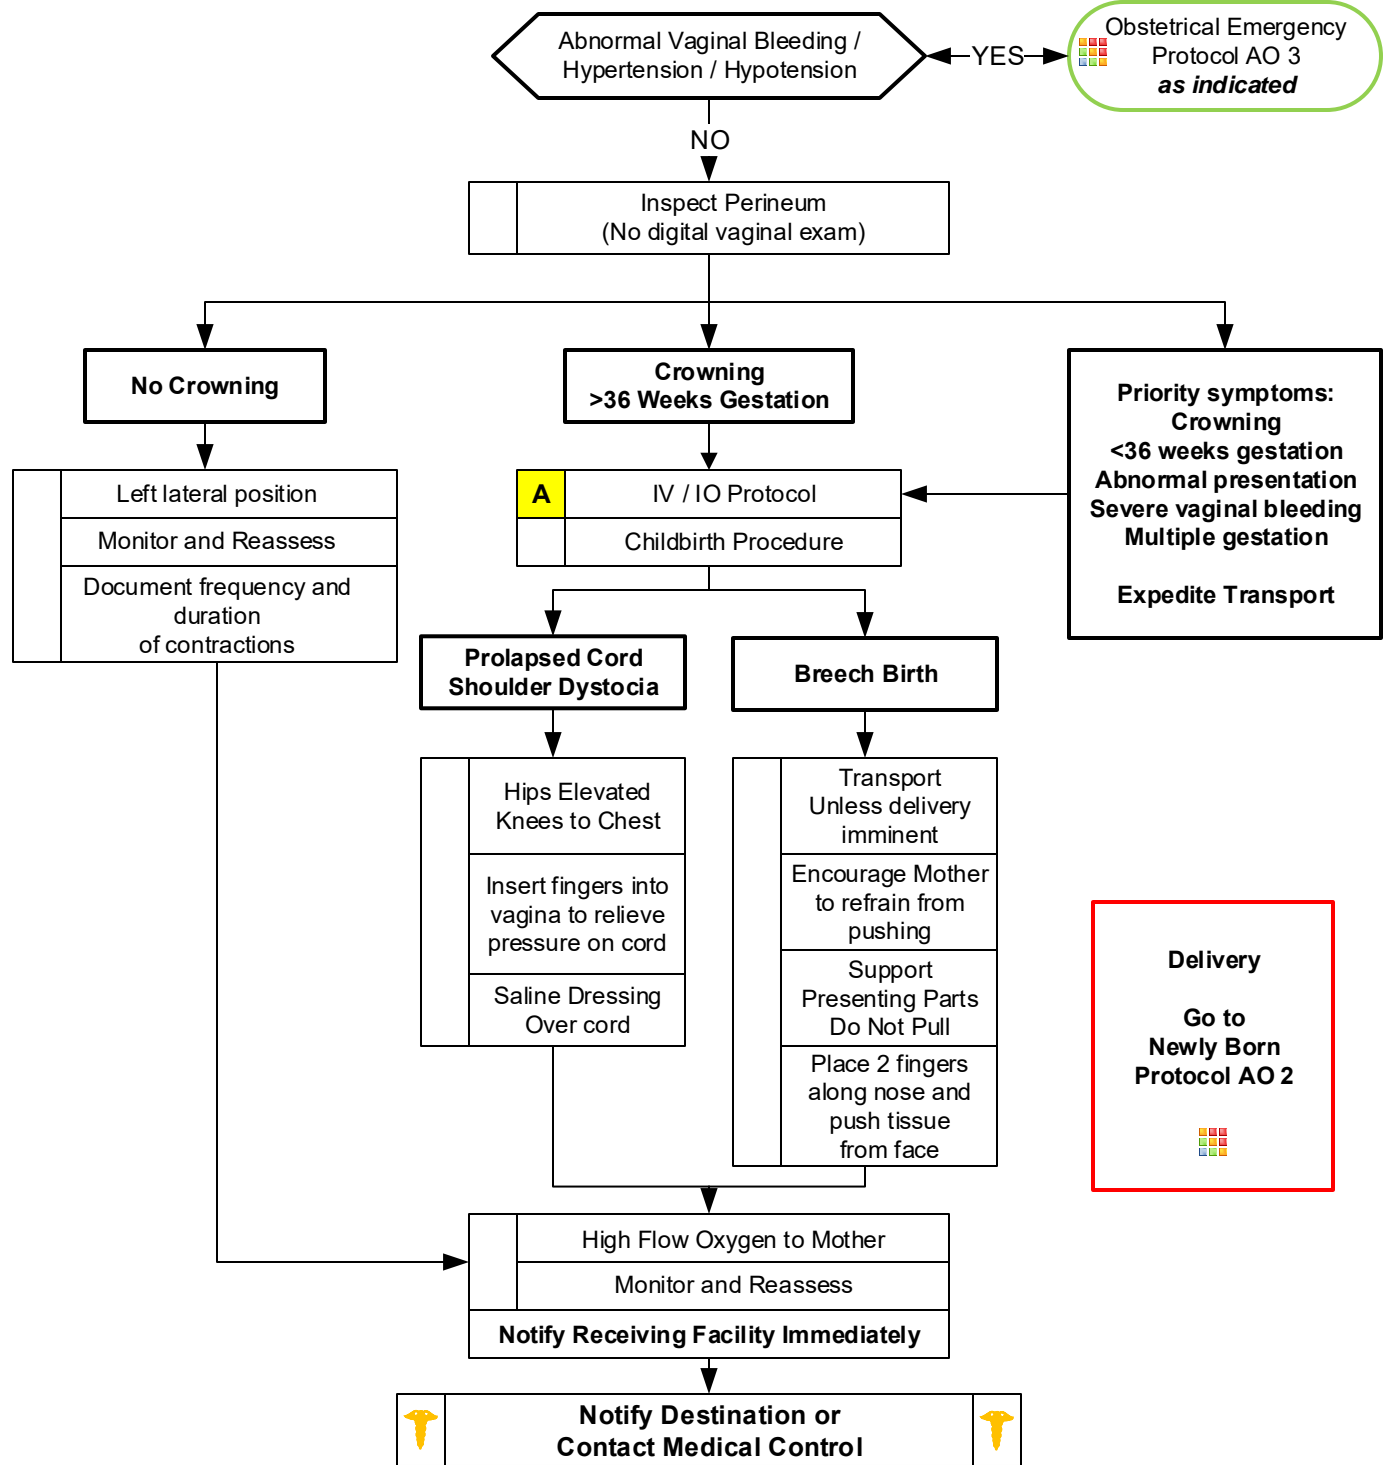 Abnormal Vaginal Bleeding /
Hypertension / Hypotension
YES
Obstetrical Emergency
Protocol AO 3
as indicated
NO
Inspect Perineum
(No digital vaginal exam)
No Crowning
Crowning
>36 Weeks Gestation
Priority symptoms:
Crowning
<36 weeks gestation
Abnormal presentation
Severe vaginal bleeding
Multiple gestation
Expedite Transport
Left lateral position
Monitor and Reassess
Document frequency and
duration
of contractions
A
IV / IO Protocol
Childbirth Procedure
Prolapsed Cord
Shoulder Dystocia
Breech Birth
Hips Elevated
Knees to Chest
Insert fingers into
vagina to relieve
pressure on cord
Saline Dressing
Over cord
Transport
Unless delivery
imminent
Encourage Mother
to refrain from
pushing
Support
Presenting Parts
Do Not Pull
Place 2 fingers
along nose and
push tissue
from face
Delivery
Go to
Newly Born
Protocol AO 2
High Flow Oxygen to Mother
Monitor and Reassess
Notify Receiving Facility Immediately
Notify Destination or
Contact Medical Control